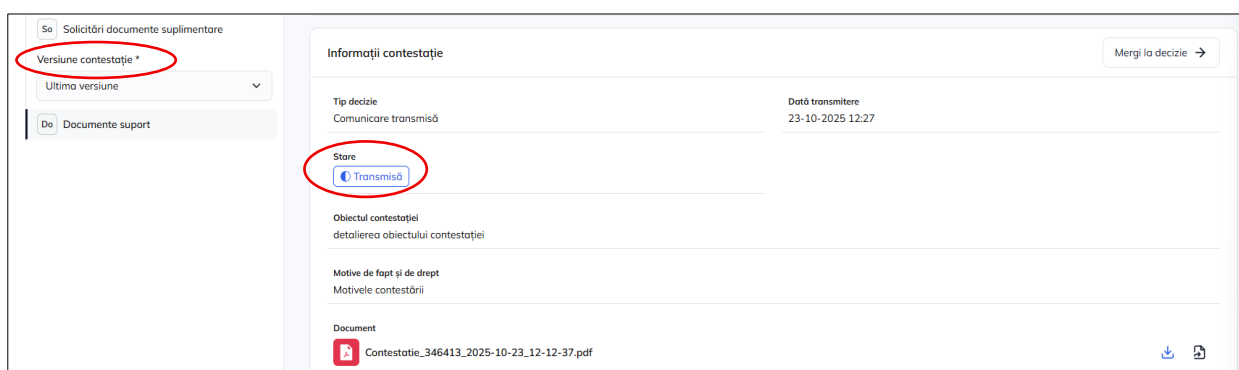 So Solicitări documente suplimentare
Versiune contestație *
Ultima versiune
Do Documente suport
Informații contestație
Mergi la decizie
Tip decizie
Comunicare transmisă
Dată transmitere
23-10-2025 12:27
Stare
Transmisă
Obiectul contestației
detalierea obiectului contestației
Motive de fapt și de drept
Motivele contestării
Document
Contestatie_346413_2025-10-23_12-12-37.pdf